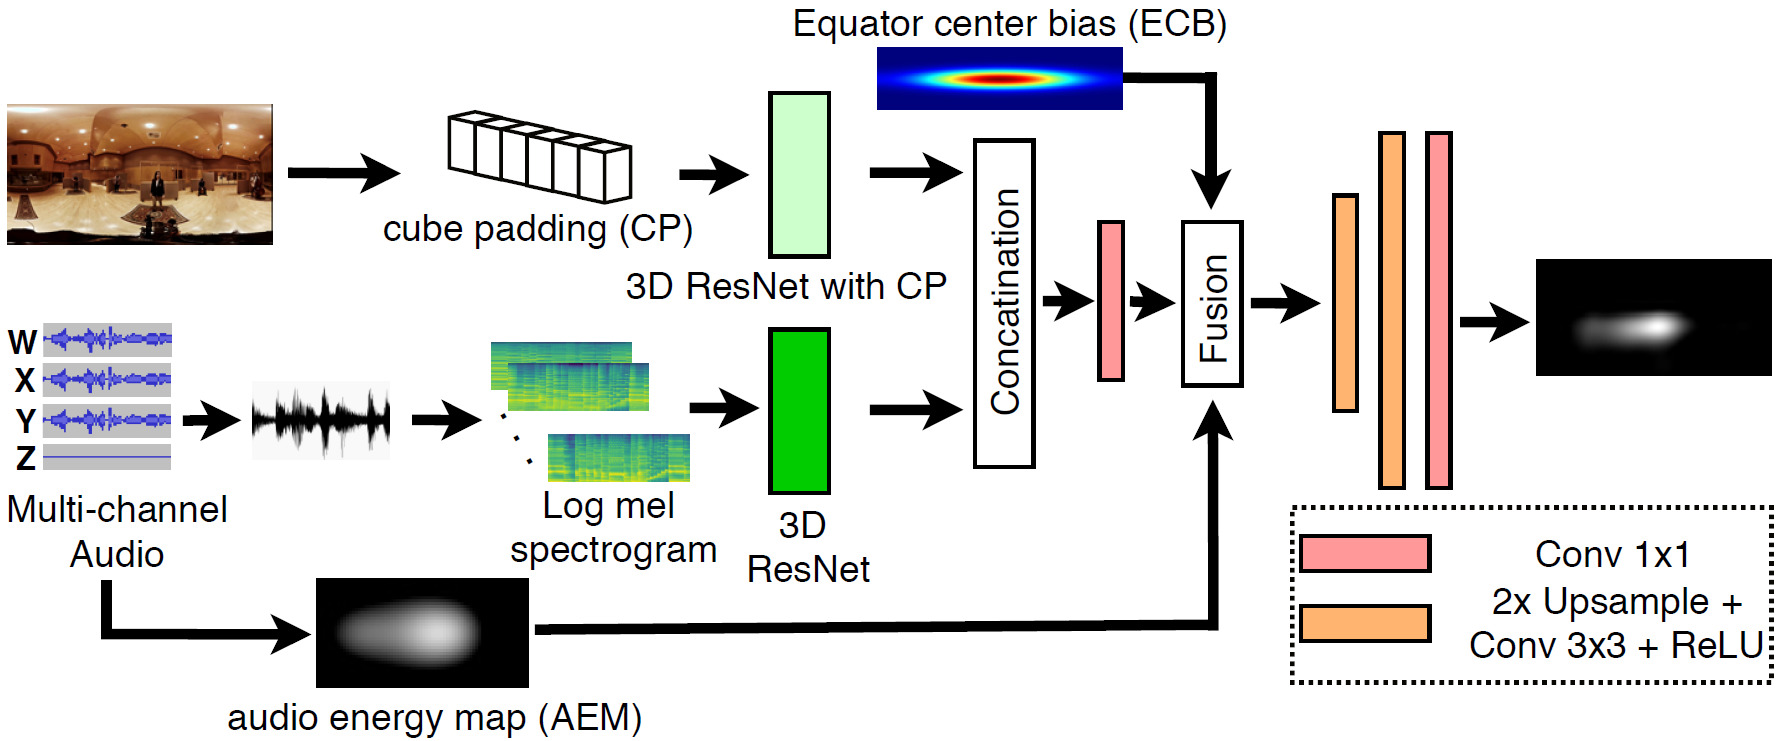 Equator center bias (ECB)
cube padding (CP)
3D ResNet with CP
Concatination
Fusion
W
X
Y
Z
Multi-channel
Audio
Log mel
spectrogram
3D
ResNet
audio energy map (AEM)
Conv 1x1
2x Upsample +
Conv 3x3 + ReLU